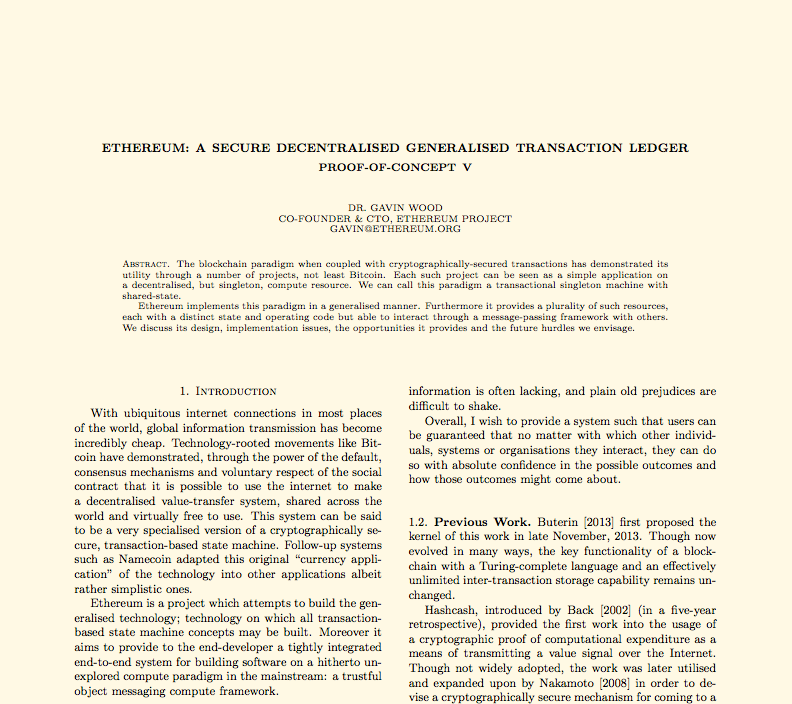 ETHEREUM: A SECURE DECENTRALISED GENERALISED TRANSACTION LEDGER
PROOF-OF-CONCEPT V
DR. GAVIN WOOD
CO-FOUNDER & CTO, ETHEREUM PROJECT
GAVIN@ETHEREUM.ORG
ABSTRACT. The blockchain paradigm when coupled with cryptographically-secured transactions has demonstrated its
utility through a number of projects, not least Bitcoin. Each such project can be seen as a simple application on
a decentralised, but singleton, compute resource. We can call this paradigm a transactional singleton machine with
shared-state.
Ethereum implements this paradigm in a generalised manner. Furthermore it provides a plurality of such resources,
each with a distinct state and operating code but able to interact through a message-passing framework with others.
We discuss its design, implementation issues, the opportunities it provides and the future hurdles we envisage.
1. INTRODUCTION
With ubiquitous internet connections in most places
of the world, global information transmission has become
incredibly cheap. Technology-rooted movements like Bit-
coin have demonstrated, through the power of the default,
consensus mechanisms and voluntary respect of the social
contract that it is possible to use the internet to make
a decentralised value-transfer system, shared across the
world and virtually free to use. This system can be said
to be a very specialised version of a cryptographically se-
cure, transaction-based state machine. Follow-up systems
such as Namecoin adapted this original “currency appli-
cation” of the technology into other applications albeit
rather simplistic ones.
Ethereum is a project which attempts to build the gen-
eralised technology; technology on which all transaction-
based state machine concepts may be built. Moreover it
aims to provide to the end-developer a tightly integrated
end-to-end system for building software on a hitherto un-
explored compute paradigm in the mainstream: a trustful
object messaging compute framework.
information is often lacking, and plain old prejudices are
difficult to shake.
Overall, I wish to provide a system such that users can
be guaranteed that no matter with which other individ-
uals, systems or organisations they interact, they can do
so with absolute confidence in the possible outcomes and
how those outcomes might come about.
1.2. Previous Work. Buterin [2013] first proposed the
kernel of this work in late November, 2013. Though now
evolved in many ways, the key functionality of a block-
chain with a Turing-complete language and an effectively
unlimited inter-transaction storage capability remains un-
changed.
Hashcash, introduced by Back [2002] (in a five-year
retrospective), provided the first work into the usage of
a cryptographic proof of computational expenditure as a
means of transmitting a value signal over the Internet.
Though not widely adopted, the work was later utilised
and expanded upon by Nakamoto [2008] in order to de-
vise a cryptographically secure mechanism for coming to a